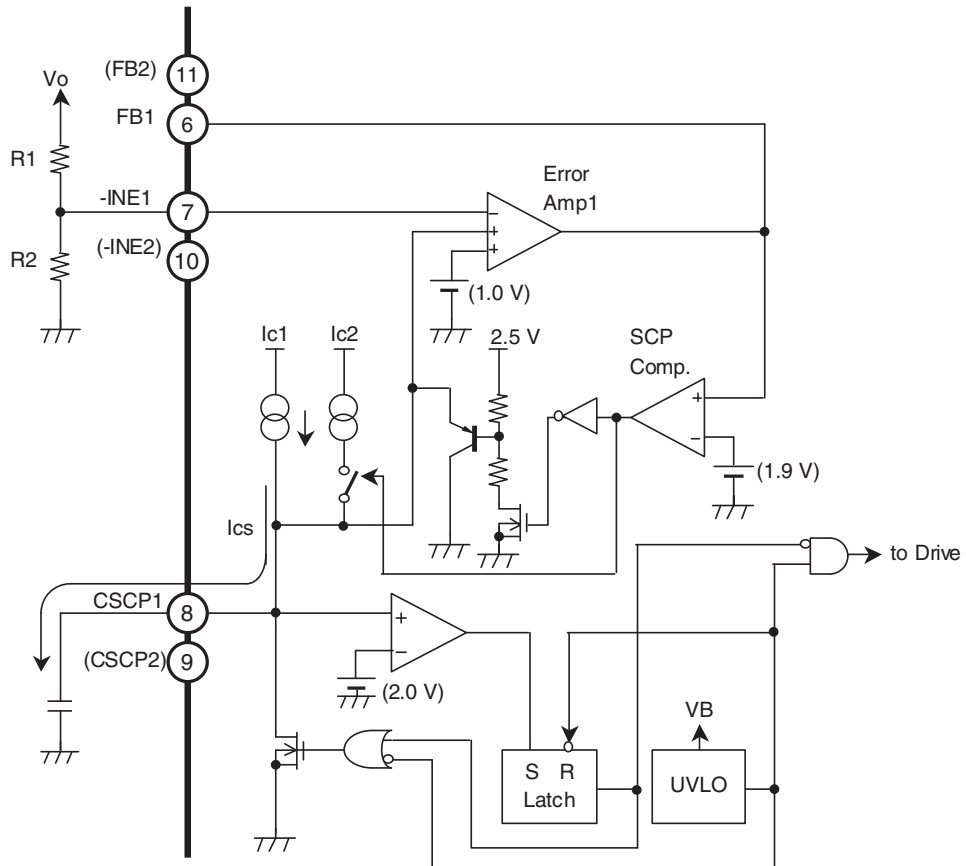 (FB2)
11
Vo
FB1
6
R1
Error
Amp1
-INE1
7
−
+
+
(-INE2)
10
R2
(1.0 V)
Ic1
Ic2
2.5 V
SCP
Comp.
+
−
(1.9 V)
Ics
to Drive
CSCP1
8
+
−
(CSCP2)
9
(2.0 V)
VB
S R
Latch
UVLO